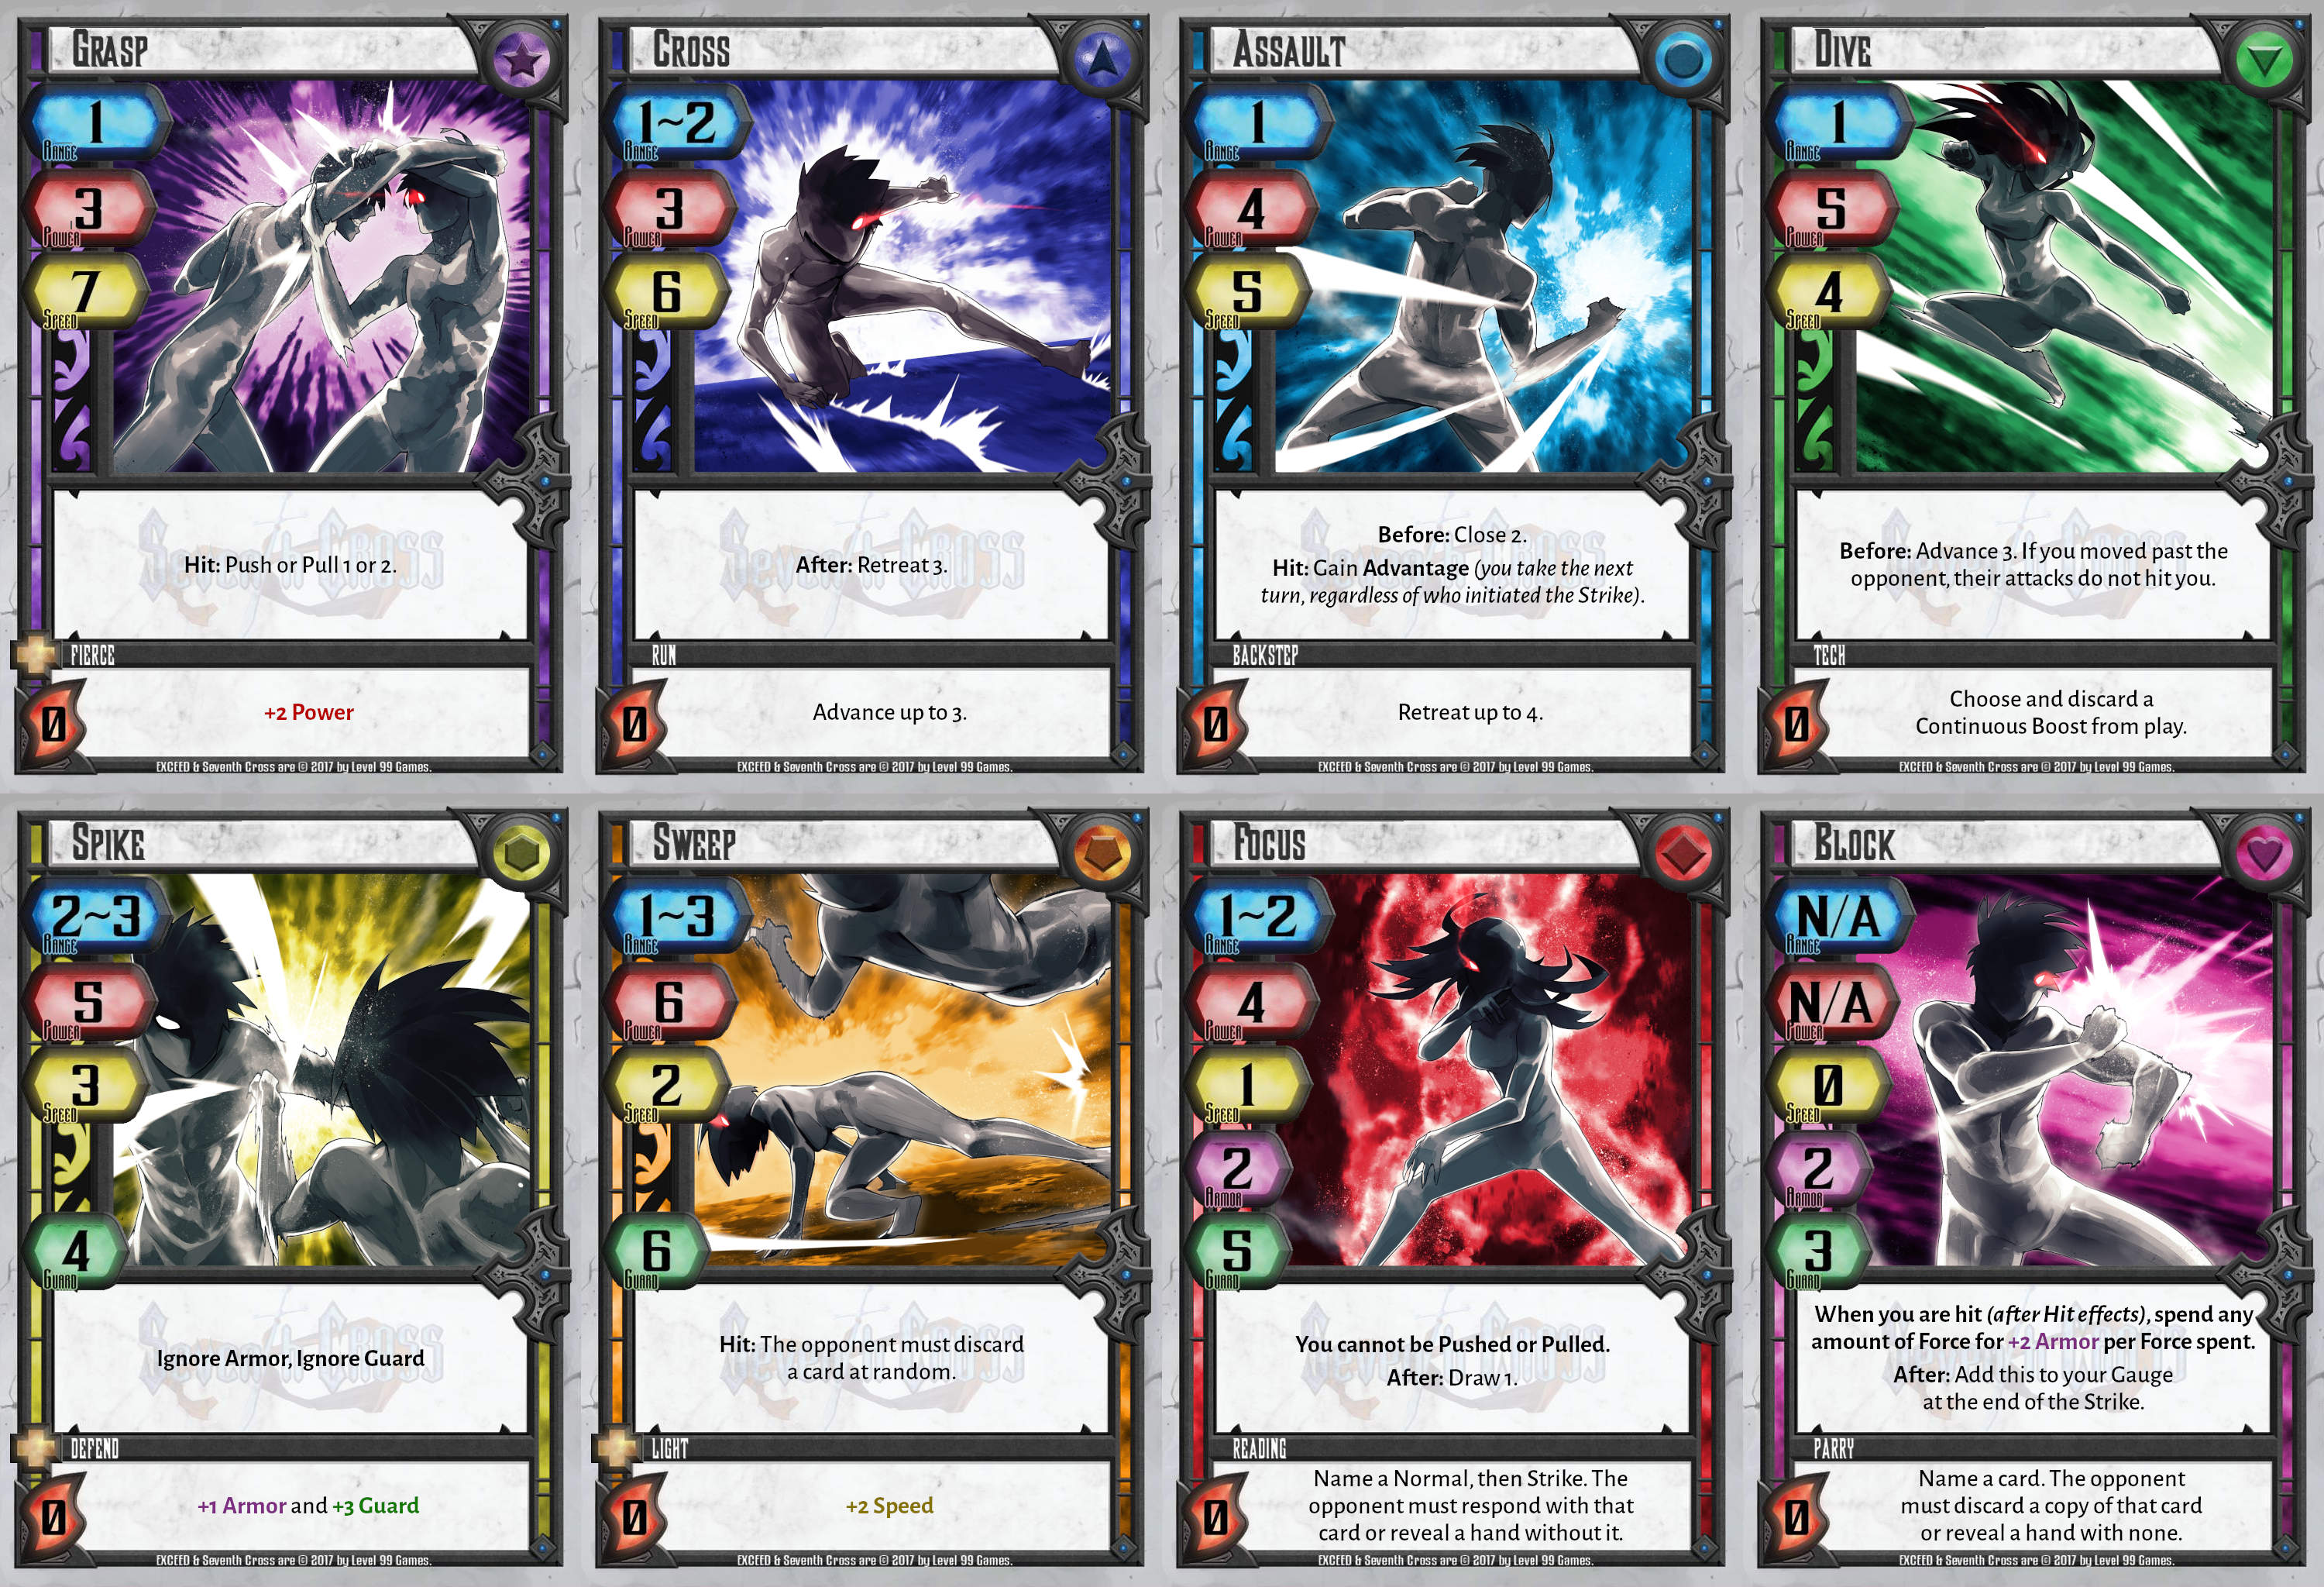 GRASP
1
RANGE
3
POWER
7
SPEED
Hit: Push or Pull 1 or 2.
FIERCE
0
+2 Power
EXCEED & Seventh Cross are © 2017 by Level 99 Games.
CROSS
1~2
RANGE
3
POWER
6
SPEED
After: Retreat 3.
RUN
0
Advance up to 3.
EXCEED & Seventh Cross are © 2017 by Level 99 Games.
ASSAULT
1
RANGE
4
POWER
5
SPEED
Before: Close 2.
Hit: Gain Advantage (you take the next
turn, regardless of who initiated the Strike).
BACKSTEP
0
Retreat up to 4.
EXCEED & Seventh Cross are © 2017 by Level 99 Games.
DIVE
1
RANGE
5
POWER
4
SPEED
Before: Advance 3. If you moved past the
opponent, their attacks do not hit you.
TECH
0
Choose and discard a
Continuous Boost from play.
EXCEED & Seventh Cross are © 2017 by Level 99 Games.
SPIKE
2~3
RANGE
5
POWER
3
SPEED
4
GUARD
Ignore Armor, Ignore Guard
DEFEND
0
+1 Armor and +3 Guard
EXCEED & Seventh Cross are © 2017 by Level 99 Games.
SWEEP
1~3
RANGE
6
POWER
2
SPEED
6
GUARD
Hit: The opponent must discard
a card at random.
LIGHT
0
+2 Speed
EXCEED & Seventh Cross are © 2017 by Level 99 Games.
FOCUS
1~2
RANGE
4
POWER
1
SPEED
2
ARMOR
5
GUARD
You cannot be Pushed or Pulled.
After: Draw 1.
READING
0
Name a Normal, then Strike. The
opponent must respond with that
card or reveal a hand without it.
EXCEED & Seventh Cross are © 2017 by Level 99 Games.
BLOCK
N/A
RANGE
N/A
POWER
0
SPEED
2
ARMOR
3
GUARD
When you are hit (after Hit effects), spend any
amount of Force for +2 Armor per Force spent.
After: Add this to your Gauge
at the end of the Strike.
PARRY
0
Name a card. The opponent
must discard a copy of that card
or reveal a hand with none.
EXCEED & Seventh Cross are © 2017 by Level 99 Games.